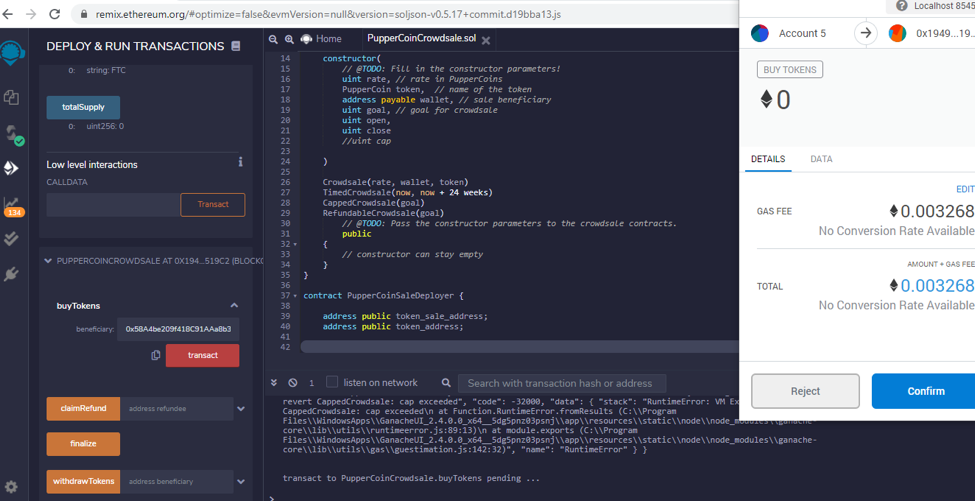 remix.ethereum.org/#optimize=false&evmVersion=null&version=soljson-v0.5.17+commit.d19bba13.js
DEPLOY & RUN TRANSACTIONS
0: string: FTC
totalSupply
0: uint256: 0
Low level interactions
CALLDATA
Transact
134
PUPPERCOINCROWDSALE AT 0X194...519C2 (BLOCKC
buyTokens
beneficiary: 0x58A4be209f418C91AAa8b3
transact
claimRefund address refundee
finalize
withdrawTokens address beneficiary
Home
PupperCoinCrowdsale.sol
14 constructor(
15 // @TODO: Fill in the constructor parameters!
16 uint rate, // rate in PupperCoins
17 PupperCoin token, // name of the token
18 address payable wallet, // sale beneficiary
19 uint goal, // goal for crowdsale
20 uint open,
21 uint close
22 //uint cap
23
24 )
25
26 Crowdsale(rate, wallet, token)
27 TimedCrowdsale(now, now + 24 weeks)
28 CappedCrowdsale(goal)
29 RefundableCrowdsale(goal)
30 // @TODO: Pass the constructor parameters to the crowdsale contracts.
31 public
32 {
33 // constructor can stay empty
34 }
35 }
36
37 contract PupperCoinSaleDeployer {
38
39 address public token_sale_address;
40 address public token_address;
41
42
1 listen on network Search with transaction hash or address
revert CappedCrowdsale: cap exceeded", "code": -32000, "data": { "stack": "RuntimeError: VM Ex
CappedCrowdsale: cap exceeded\n at Function.RuntimeError.fromResults (C:\\Program
Files\\WindowsApps\\GanacheUI_2.4.0.0_x64__5dg5pnz03psnj\\app\\resources\\static\\node\\node_modules\\ganache-
core\\lib\\utils\\runtimeerror.js:89:13)\n at module.exports (C:\\Program
Files\\WindowsApps\\GanacheUI_2.4.0.0_x64__5dg5pnz03psnj\\app\\resources\\static\\node\\node_modules\\ganache-
core\\lib\\utils\\gas\\guestimation.js:142:32)", "name": "RuntimeError" } }
transact to PupperCoinCrowdsale.buyTokens pending ...
>
Localhost 8545
Account 5
0x1949...19..
BUY TOKENS
0
DETAILS
DATA
EDIT
GAS FEE
0.003268
No Conversion Rate Available
AMOUNT + GAS FEE
TOTAL
0.003268
No Conversion Rate Available
Reject
Confirm